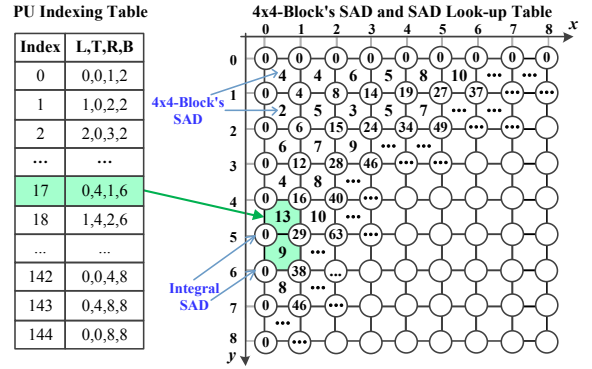 PU Indexing Table
Index L,T,R,B
0 0,0,1,2
1 1,0,2,2
2 2,0,3,2
... ...
17 0,4,1,6
18 1,4,2,6
... ...
142 0,0,4,8
143 0,4,8,8
144 0,0,8,8
4x4-Block's SAD and SAD Look-up Table
x
0 1 2 3 4 5 6 7 8
0 0 0 0 0 0 0 0 0 0
4 4 6 5 8 10 ... ...
1 0 4 8 14 19 27 37 ... ...
4x4-Block's
SAD
2 5 3 5 7 ... ...
2 0 6 15 24 34 49 ... ...
6 7 9 ... ...
3 0 12 28 46 ... ...
4 8 ...
4 0 16 40 ...
13 10 ...
5 0 29 63 ...
9 ...
6 0 38 ...
Integral
SAD
8 ...
7 0 46 ...
...
8 0 ...
y